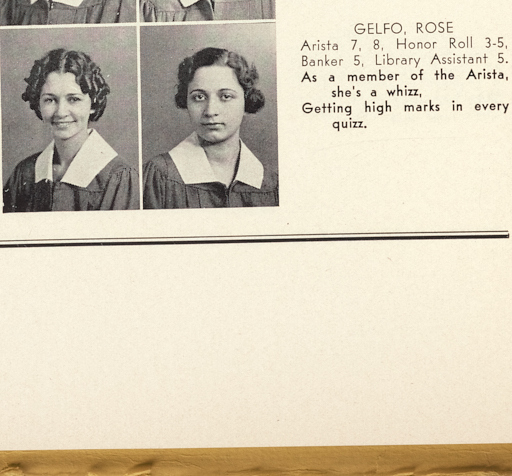 GELFO, ROSE
Arista 7, 8, Honor Roll 3-5,
Banker 5, Library Assistant 5.
As a member of the Arista,
she's a whizz,
Getting high marks in every
quizz.